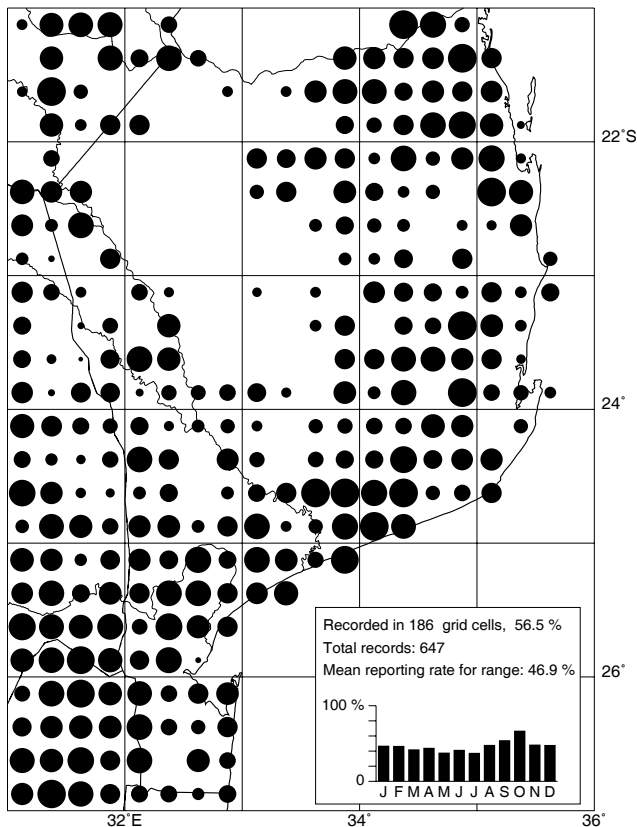 22°S
24°
Recorded in 186 grid cells, 56.5 %
Total records: 647
Mean reporting rate for range: 46.9 %
26°
100 %
0
J F M A M J J A S O N D
32°E 34° 36°